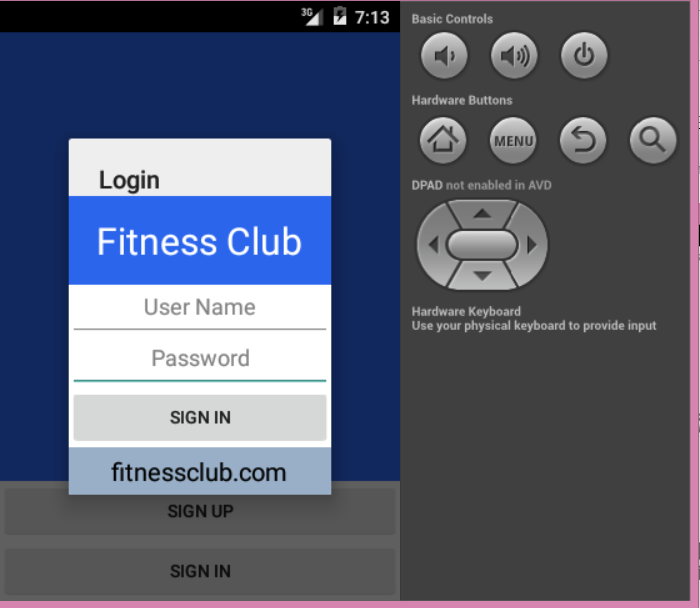 3G 7:13
Login
Fitness Club
User Name
Password
SIGN IN
fitnessclub.com
SIGN UP
SIGN IN
Basic Controls
Hardware Buttons
MENU
DPAD not enabled in AVD
Hardware Keyboard
Use your physical keyboard to provide input